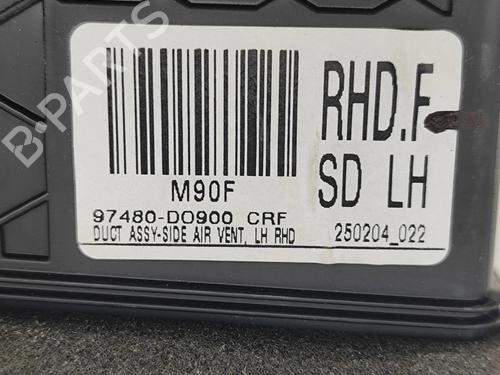 RHD.F
SD LH
M90F
97480-D0900 CRF
DUCT ASSY-SIDE AIR VENT, LH RHD
250204_022
B-PARTS